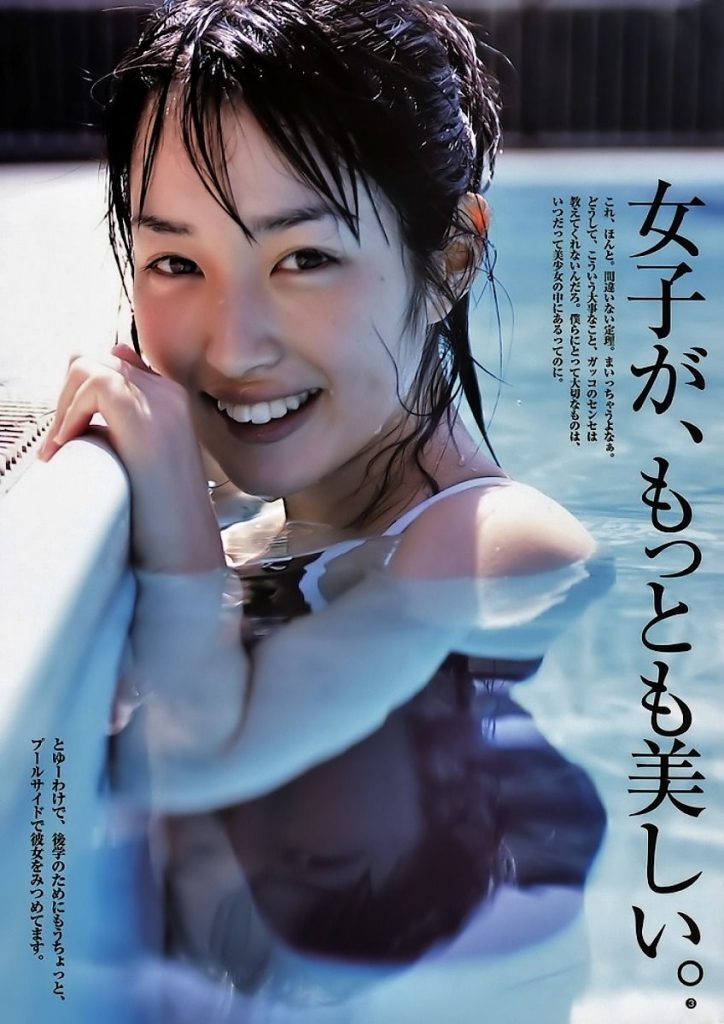 女子が、もっとも美しい。
これ、ほんと。間違いない定理。まいっちゃうよなぁ。
どうして、こういう大事なこと、ガッコのセンセは
教えてくれないんだろ。僕らにとって大切なものは、
いつだって美少女の中にあるってのに。
とゆーわけで、後学のためにもうちょっと、
プールサイドで彼女をみつめてます。
3